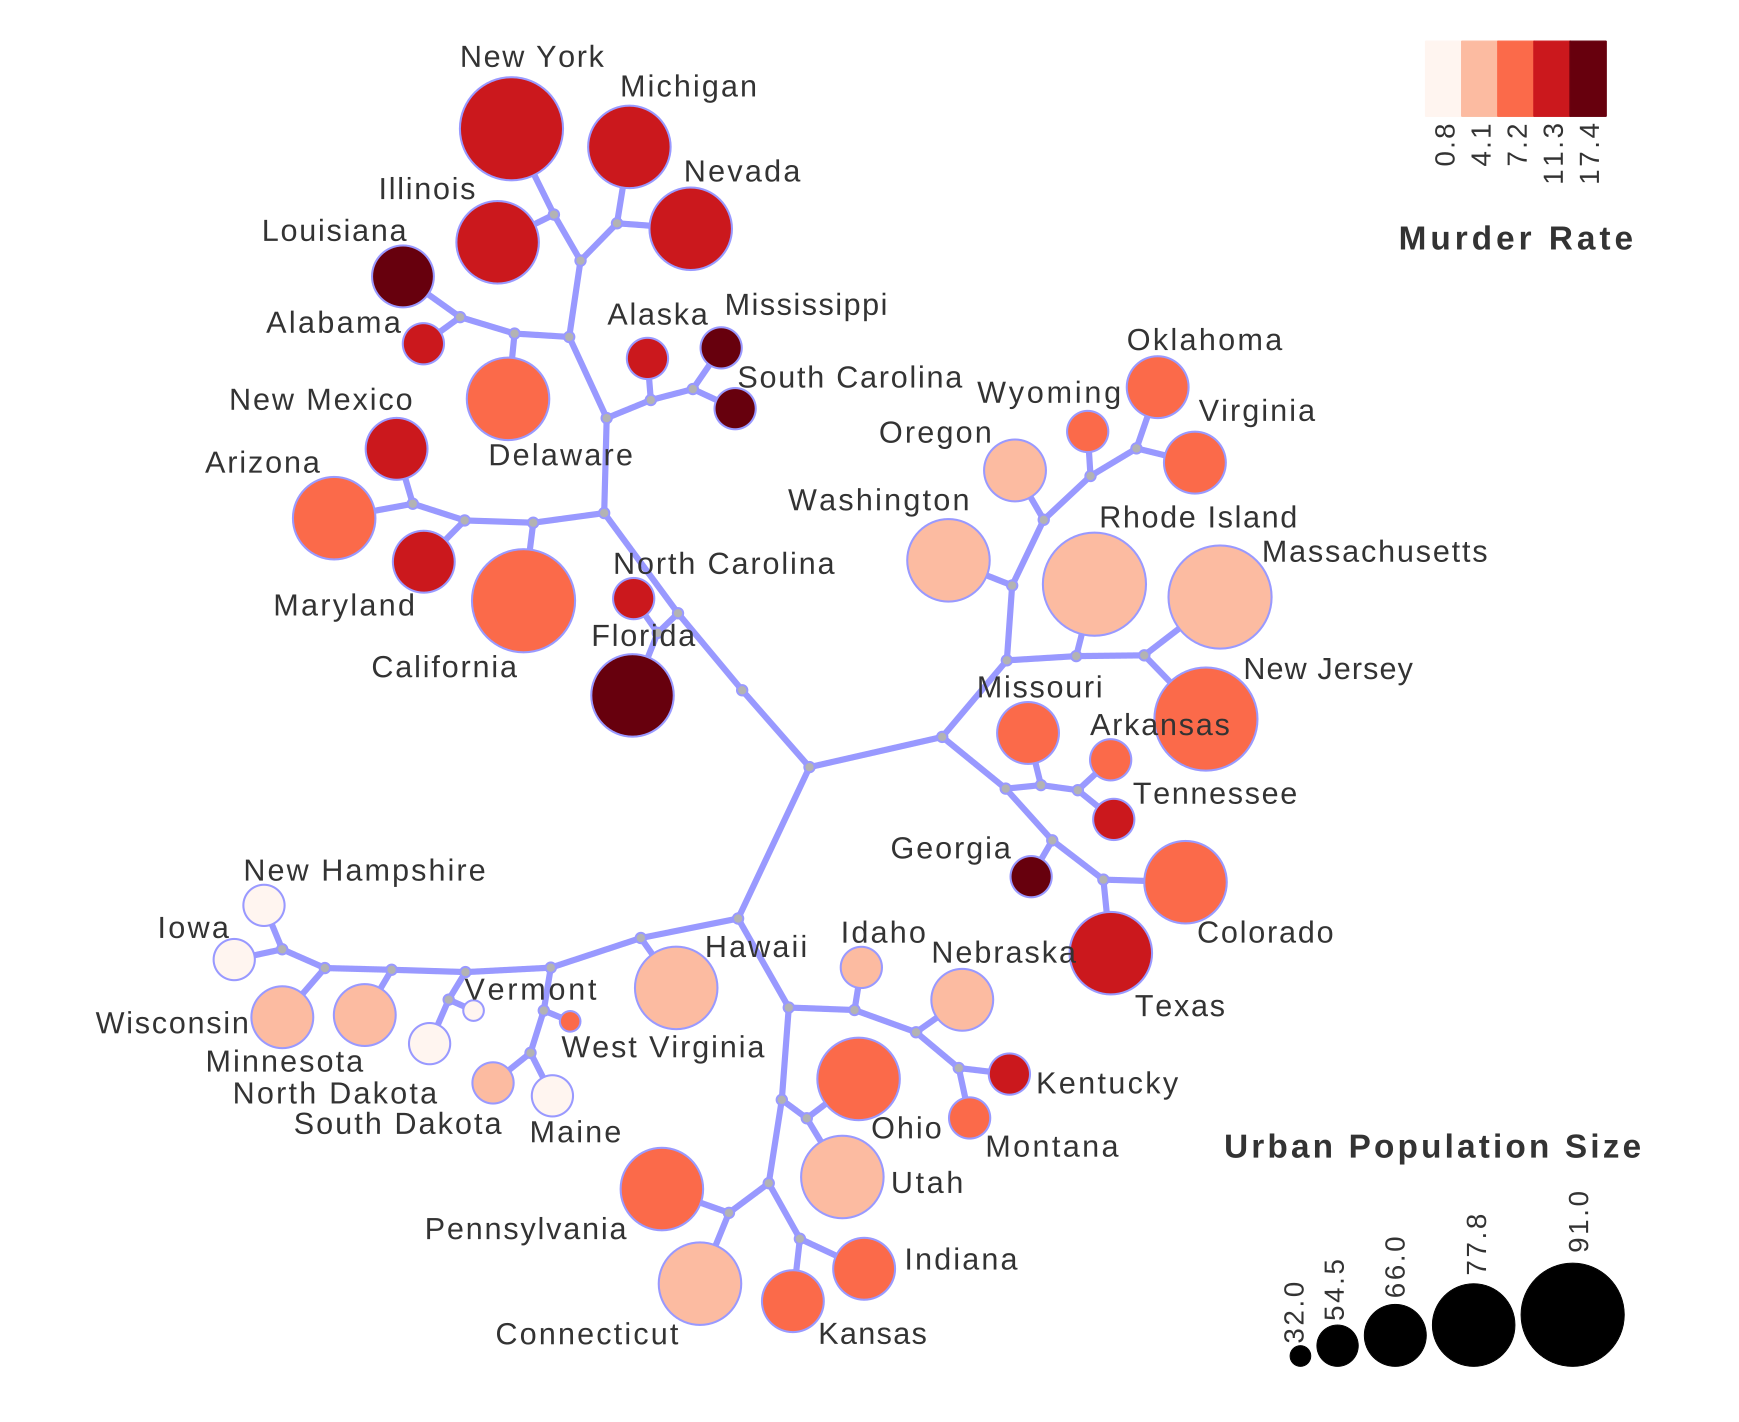 New York
Michigan
Nevada
Illinois
Louisiana
Alabama
Alaska
Mississippi
South Carolina
New Mexico
Delaware
Arizona
Maryland
California
North Carolina
Florida
Oklahoma
Wyoming
Virginia
Oregon
Washington
Rhode Island
Massachusetts
New Jersey
Missouri
Arkansas
Tennessee
Georgia
Colorado
Texas
New Hampshire
Iowa
Wisconsin
Minnesota
North Dakota
South Dakota
Vermont
West Virginia
Maine
Hawaii
Idaho
Nebraska
Kentucky
Montana
Ohio
Utah
Pennsylvania
Connecticut
Indiana
Kansas
0.8
4.1
7.2
11.3
17.4
Murder Rate
Urban Population Size
32.0
54.5
66.0
77.8
91.0